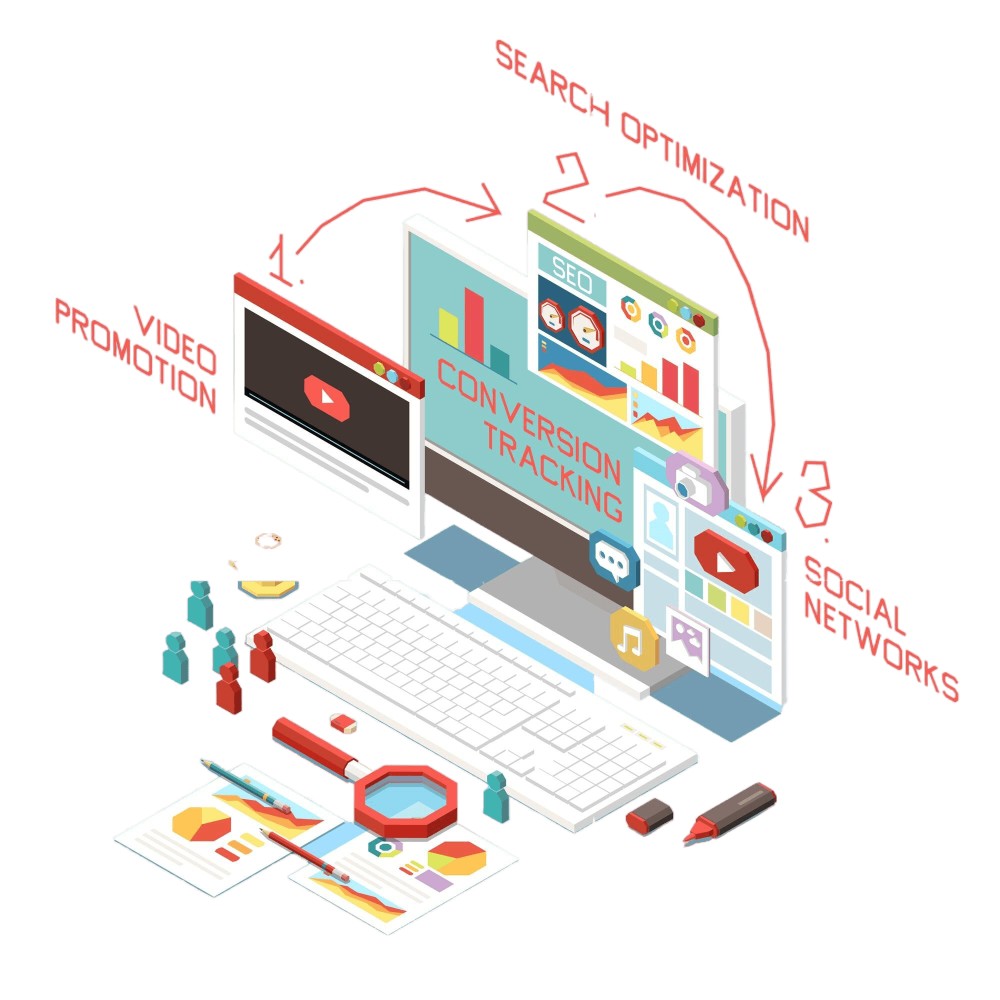 SEARCH OPTIMIZATION
1.
2
VIDEO
PROMOTION
SEO
CONVERSION
TRACKING
3.
SOCIAL
NETWORKS